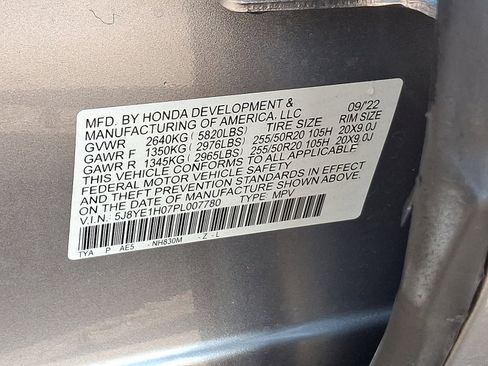 MFD. BY HONDA DEVELOPMENT & 09/22
MANUFACTURING OF AMERICA, LLC
GVWR 2640KG (5820LBS) TIRE SIZE RIM SIZE
GAWR F 1350KG (2976LBS) 255/50R20 105H 20X9.0J
GAWR R 1345KG (2965LBS) 255/50R20 105H 20X9.0J
THIS VEHICLE CONFORMS TO ALL APPLICABLE
FEDERAL MOTOR VEHICLE SAFETY
AND THEFT PREVENTION STANDARDS IN EFFECT
ON THE DATE OF MANUFACTURE SHOWN ABOVE.
V.I.N. 5J8YE1H07PL007780 TYPE: MPV
TYA P AE5 - NH830M - Z - L